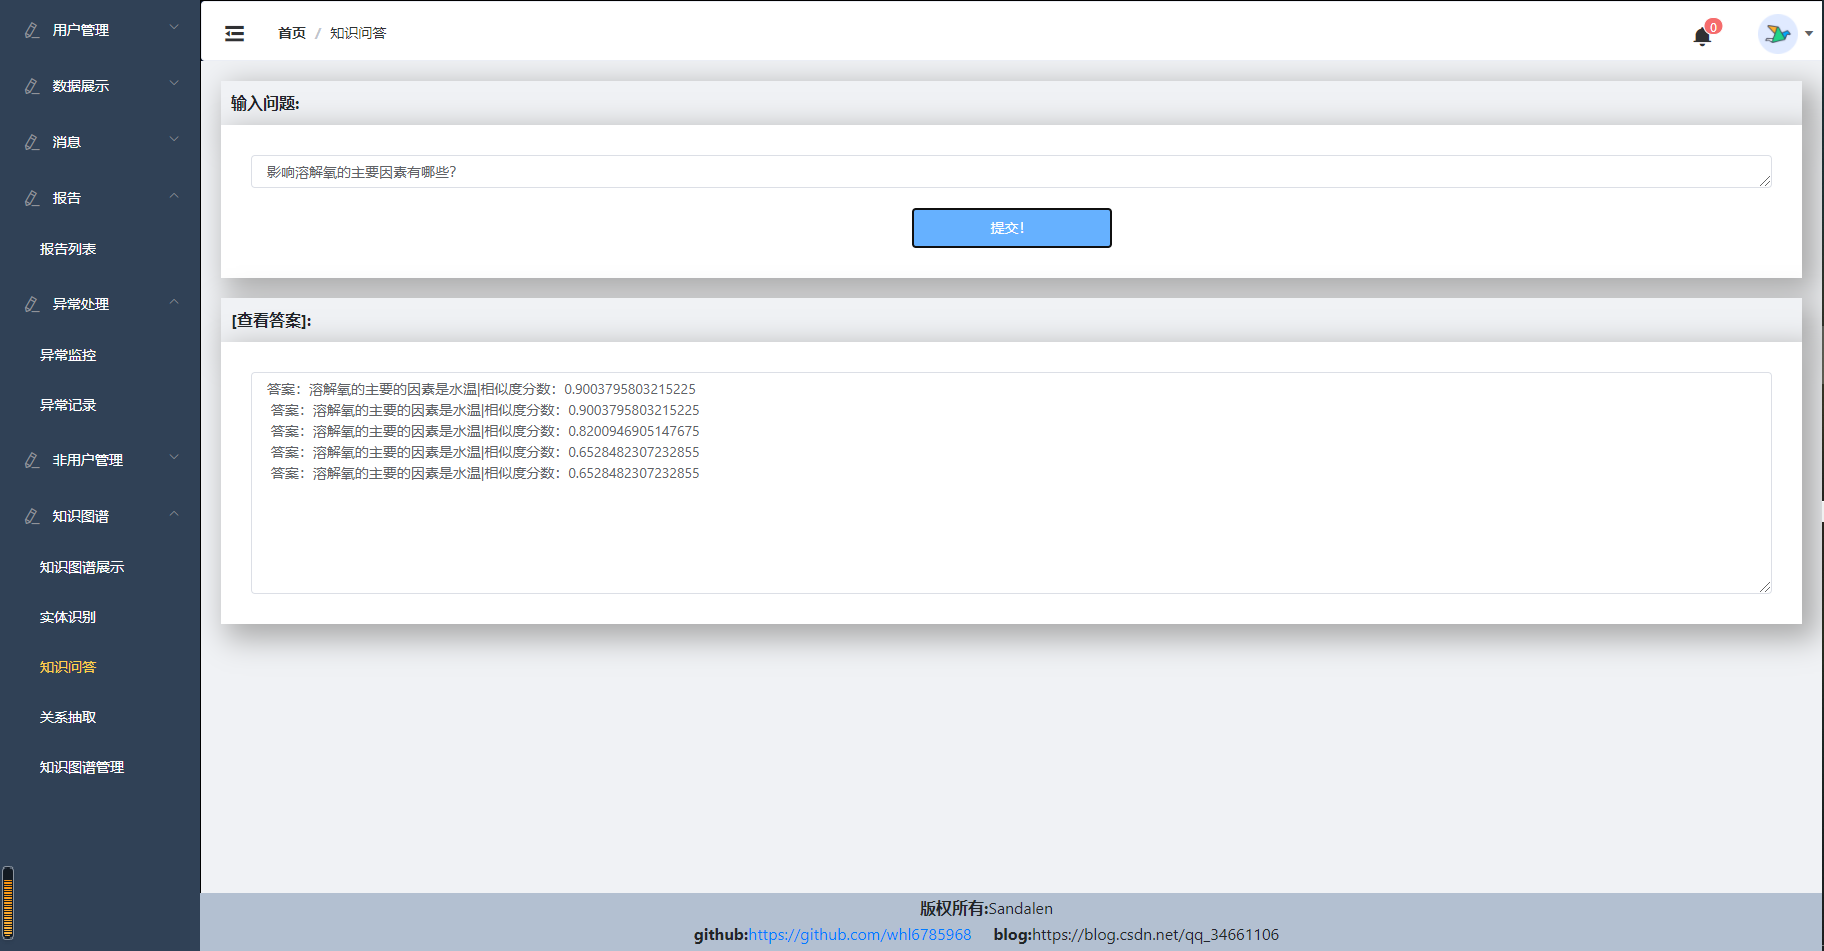 用户管理
数据展示
消息
报告
报告列表
异常处理
异常监控
异常记录
非用户管理
知识图谱
知识图谱展示
实体识别
知识问答
关系抽取
知识图谱管理
首页 / 知识问答
0
输入问题:
影响溶解氧的主要因素有哪些?
提交!
[查看答案]:
答案：溶解氧的主要的因素是水温|相似度分数：0.9003795803215225
答案：溶解氧的主要的因素是水温|相似度分数：0.9003795803215225
答案：溶解氧的主要的因素是水温|相似度分数：0.8200946905147675
答案：溶解氧的主要的因素是水温|相似度分数：0.6528482307232855
答案：溶解氧的主要的因素是水温|相似度分数：0.6528482307232855
版权所有:Sandalen
github:https://github.com/whl6785968 blog:https://blog.csdn.net/qq_34661106